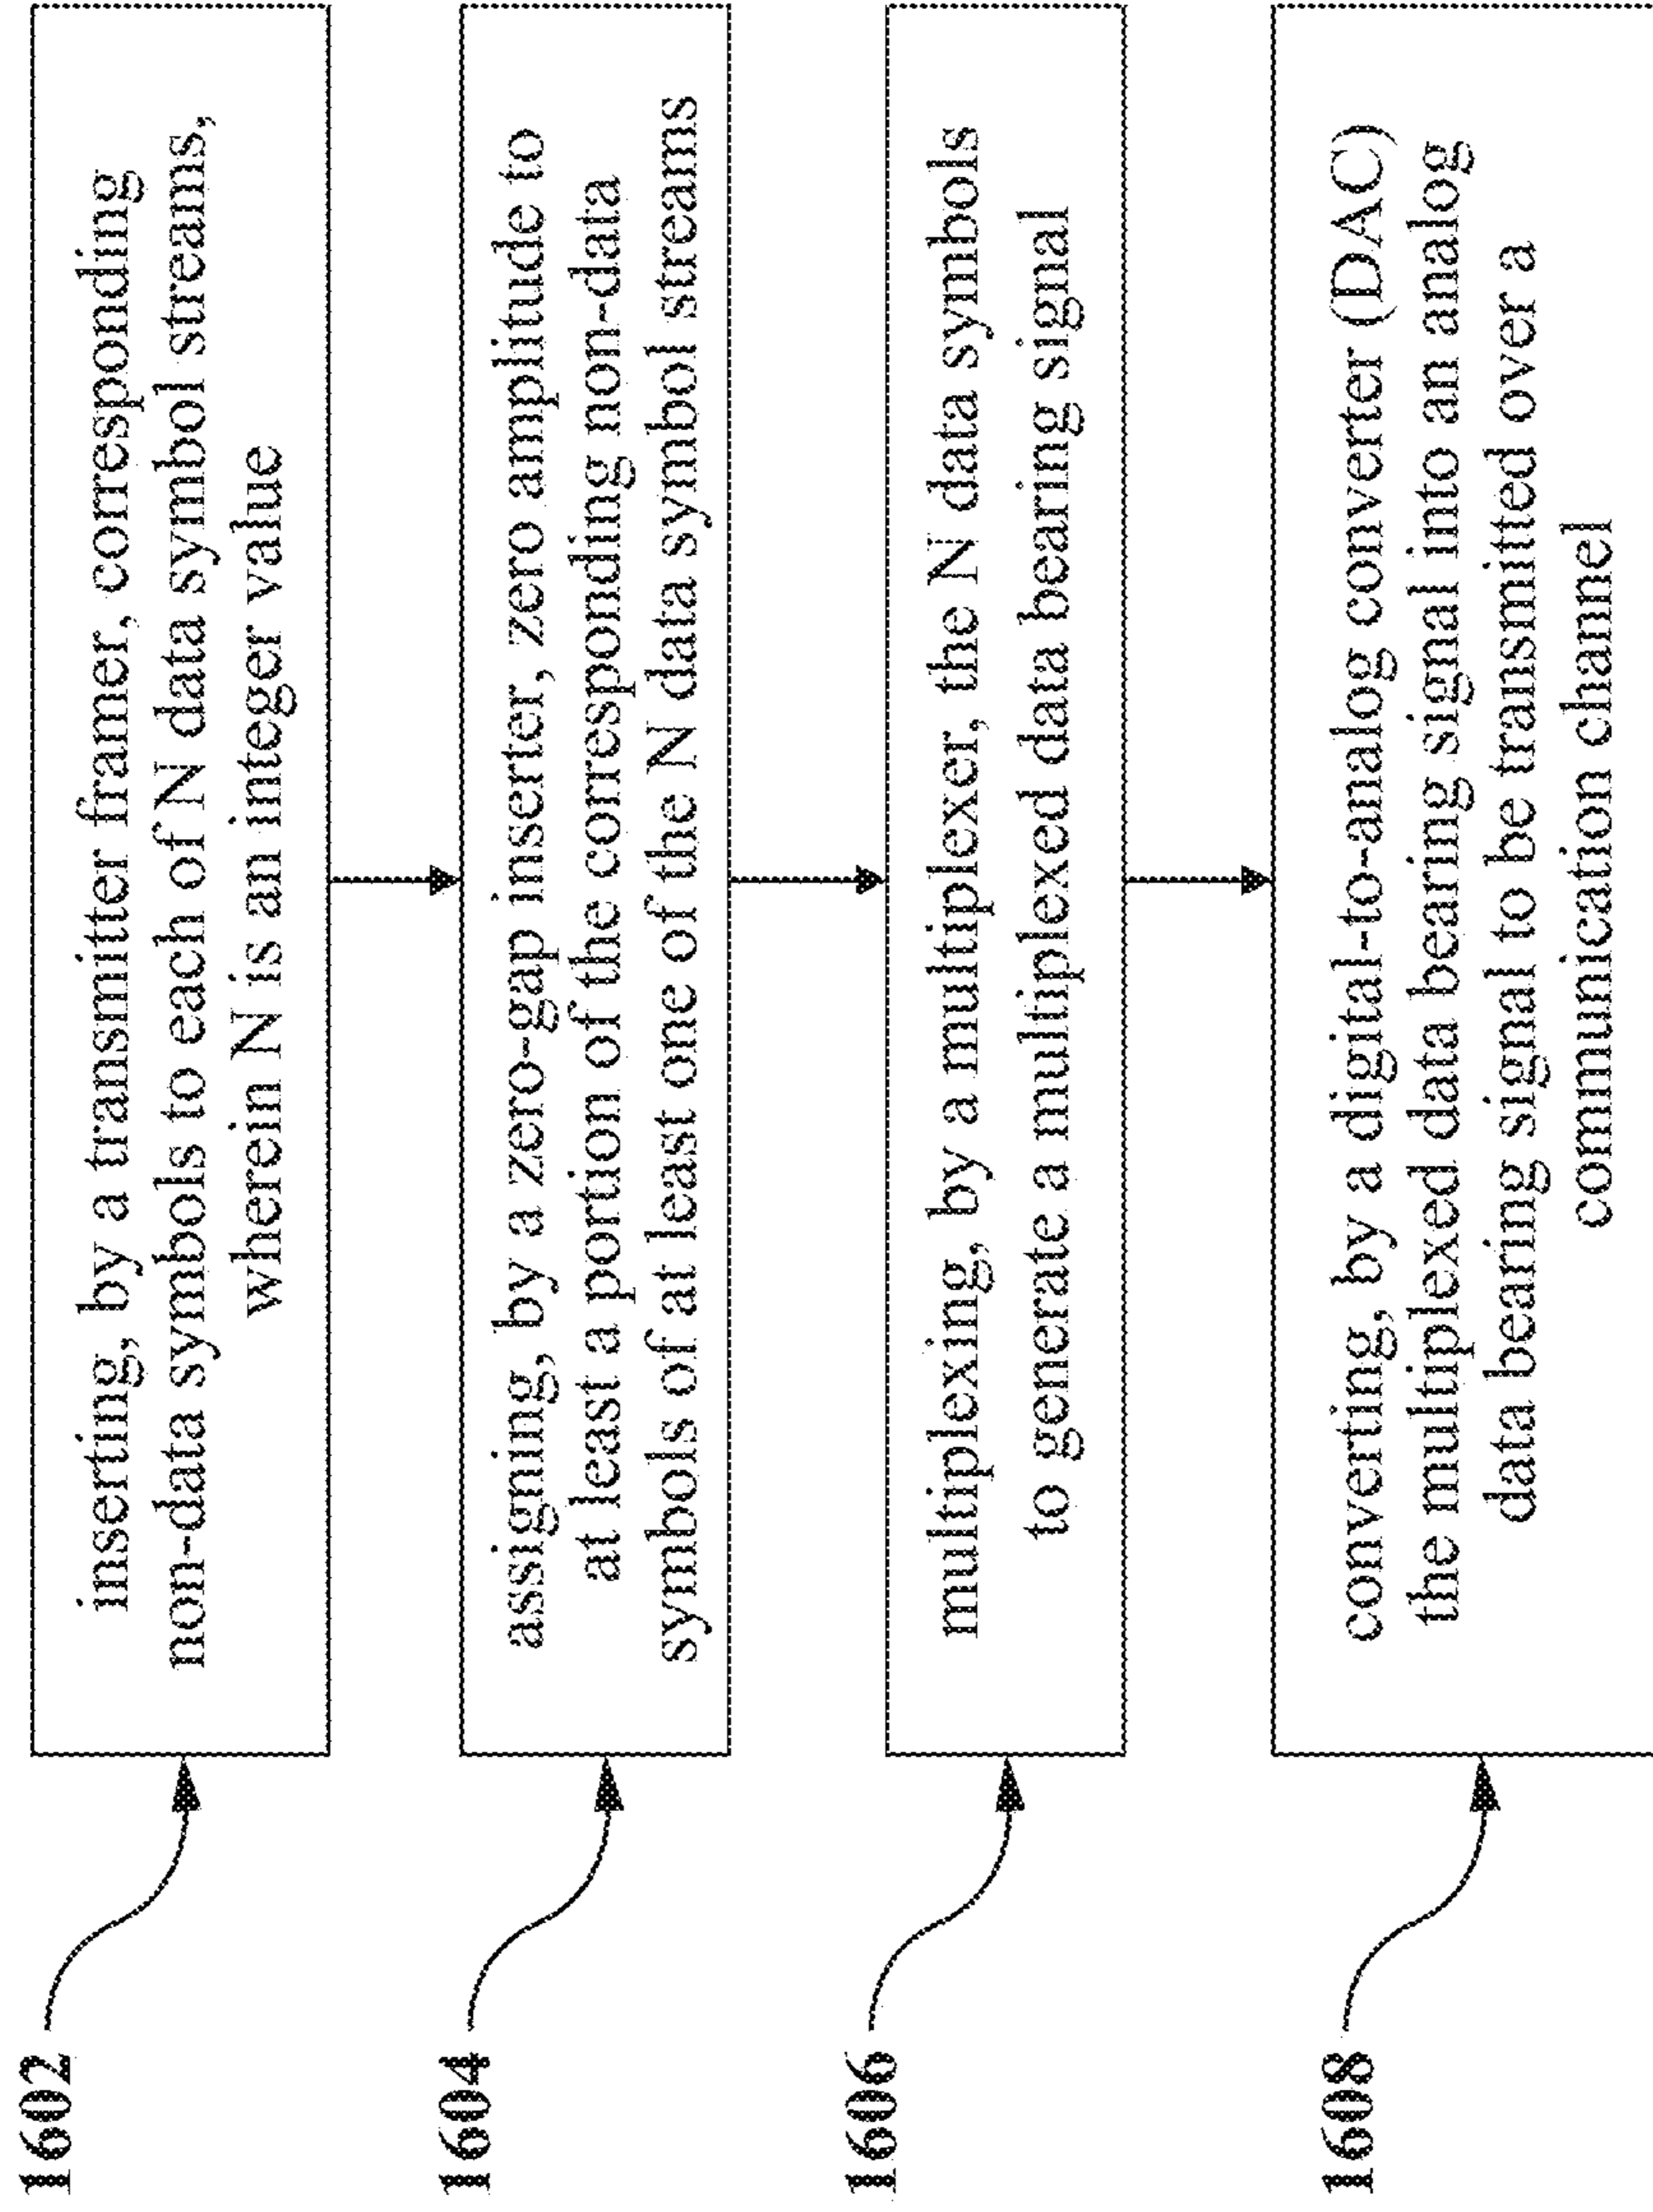 1602
inserting, by a transmitter framer, corresponding
non-data symbols to each of N data symbol streams,
wherein N is an integer value
1604
assigning, by a zero-gap inserter, zero amplitude to
at least a portion of the corresponding non-data
symbols of at least one of the N data symbol streams
1606
multiplexing, by a multiplexer, the N data symbols
to generate a multiplexed data bearing signal
1608
converting, by a digital-to-analog converter (DAC)
the multiplexed data bearing signal into an analog
data bearing signal to be transmitted over a
communication channel